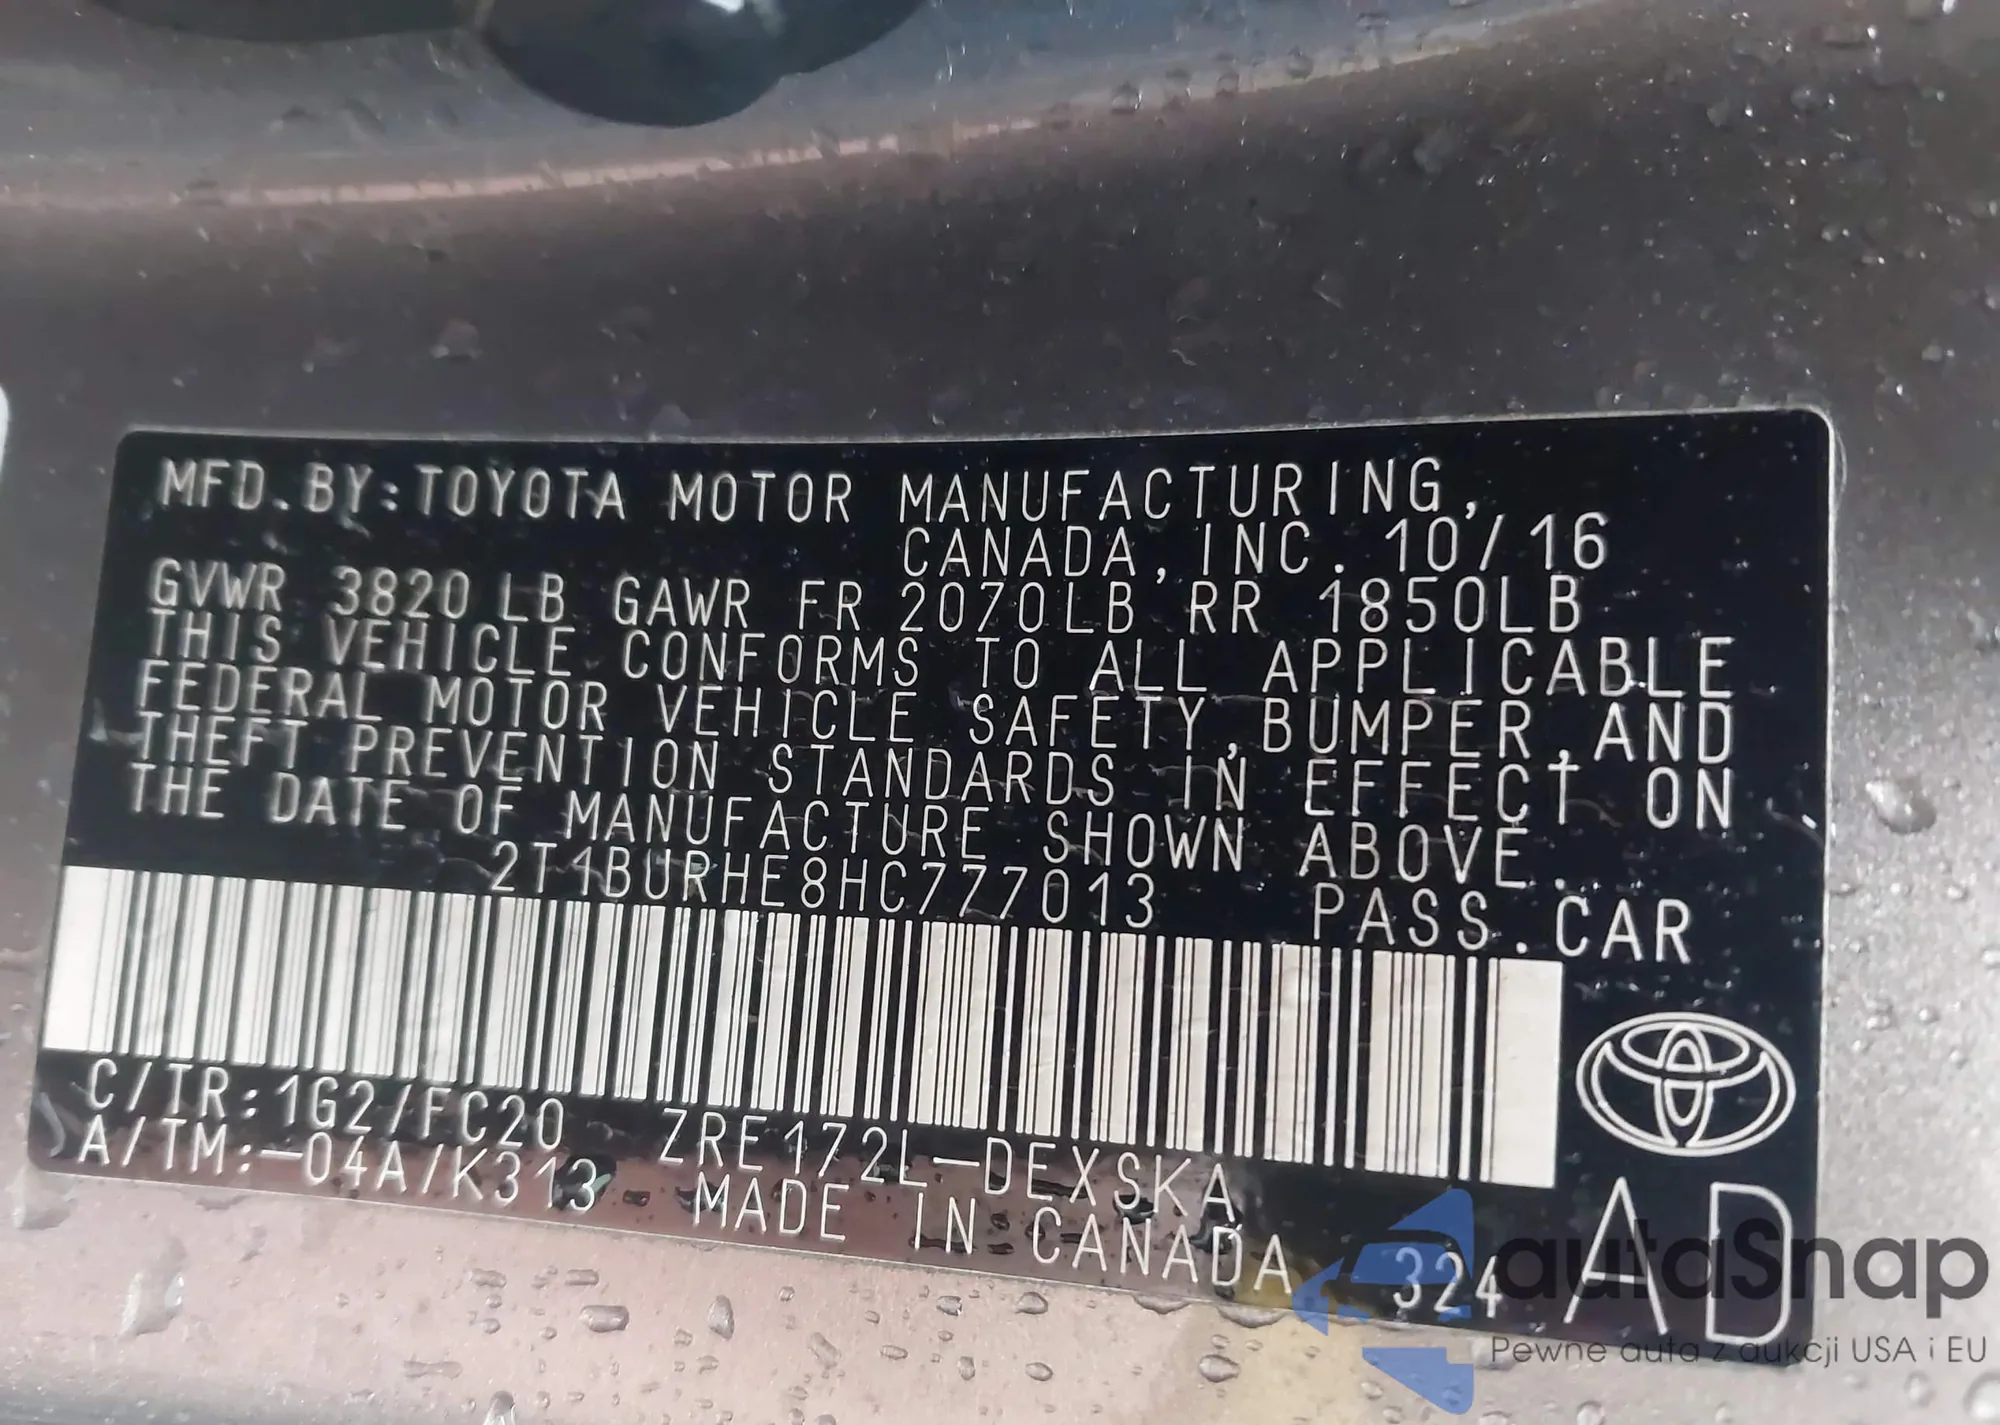 MFD. BY: TOYOTA MOTOR MANUFACTURING,
CANADA, INC. 10/16
GVWR 3820 LB GAWR FR 2070LB RR 1850LB
THIS VEHICLE CONFORMS TO ALL APPLICABLE
FEDERAL MOTOR VEHICLE SAFETY, BUMPER, AND
THEFT PREVENTION STANDARDS IN EFFECT ON
THE DATE OF MANUFACTURE SHOWN ABOVE.
2T1BURHE8HC777013 PASS. CAR
C/TR: 1G2/FC20 ZRE172L-DEXSKA
A/TM: -04A/K313 MADE IN CANADA 324 AD
autaSnap
Pewne auta z aukcji USA i EU